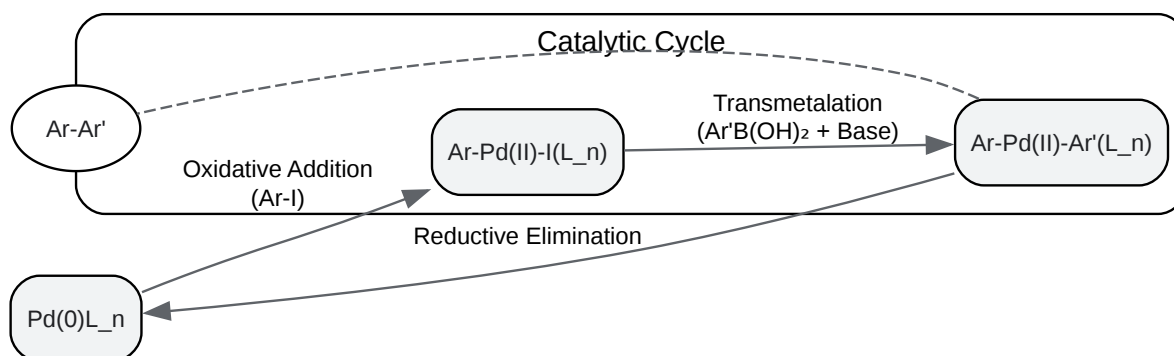 Catalytic Cycle
Ar-Ar'
Oxidative Addition
(Ar-I)
Ar-Pd(II)-I(L_n)
Transmetalation
(Ar'B(OH)₂ + Base)
Ar-Pd(II)-Ar'(L_n)
Reductive Elimination
Pd(0)L_n